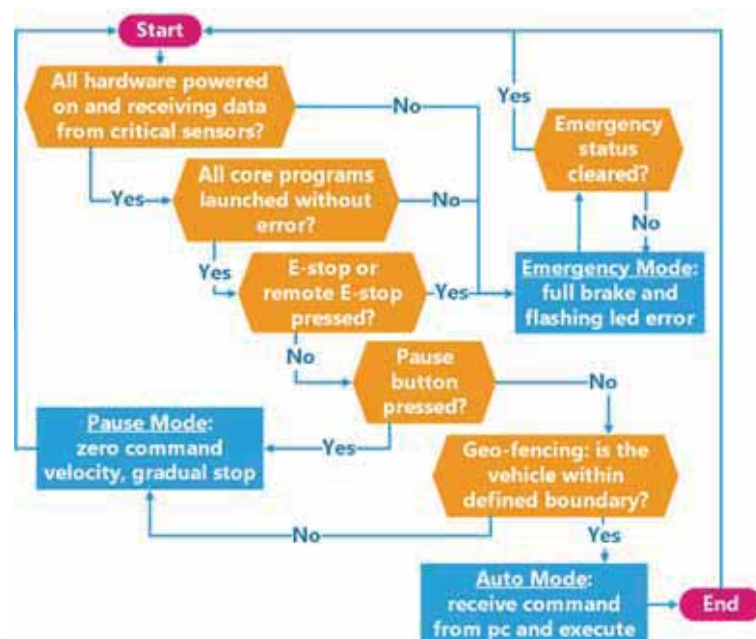 Start
All hardware powered
on and receiving data
from critical sensors?
No
Yes
Emergency
status
cleared?
All core programs
launched without
error?
Yes
No
No
Yes
E-stop or
remote E-stop
pressed?
Yes
Emergency Mode:
full brake and
flashing led error
No
Pause
button
pressed?
No
Pause Mode:
zero command
velocity, gradual stop
Yes
Geo-fencing: is the
vehicle within
defined boundary?
No
Yes
Auto Mode:
receive command
from pc and execute
End